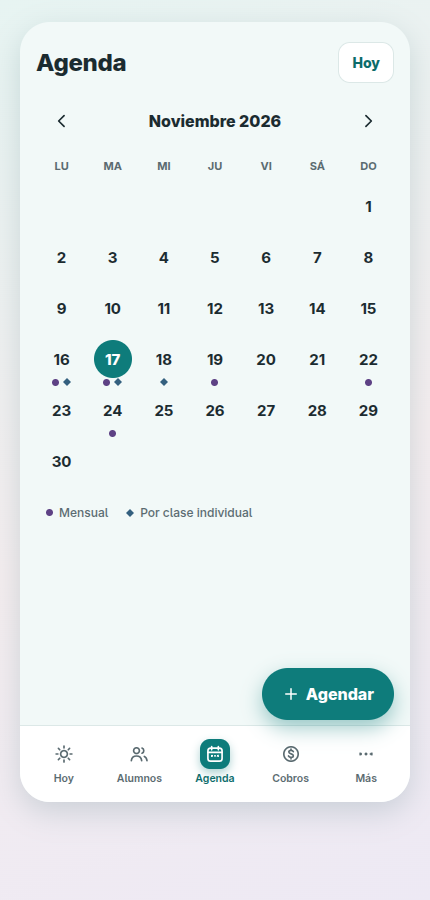 Agenda
Hoy
Noviembre 2026
LU MA MI JU VI SÁ DO
1
2 3 4 5 6 7 8
9 10 11 12 13 14 15
16 17 18 19 20 21 22
23 24 25 26 27 28 29
30
Mensual Por clase individual
+ Agendar
Hoy Alumnos Agenda Cobros Más